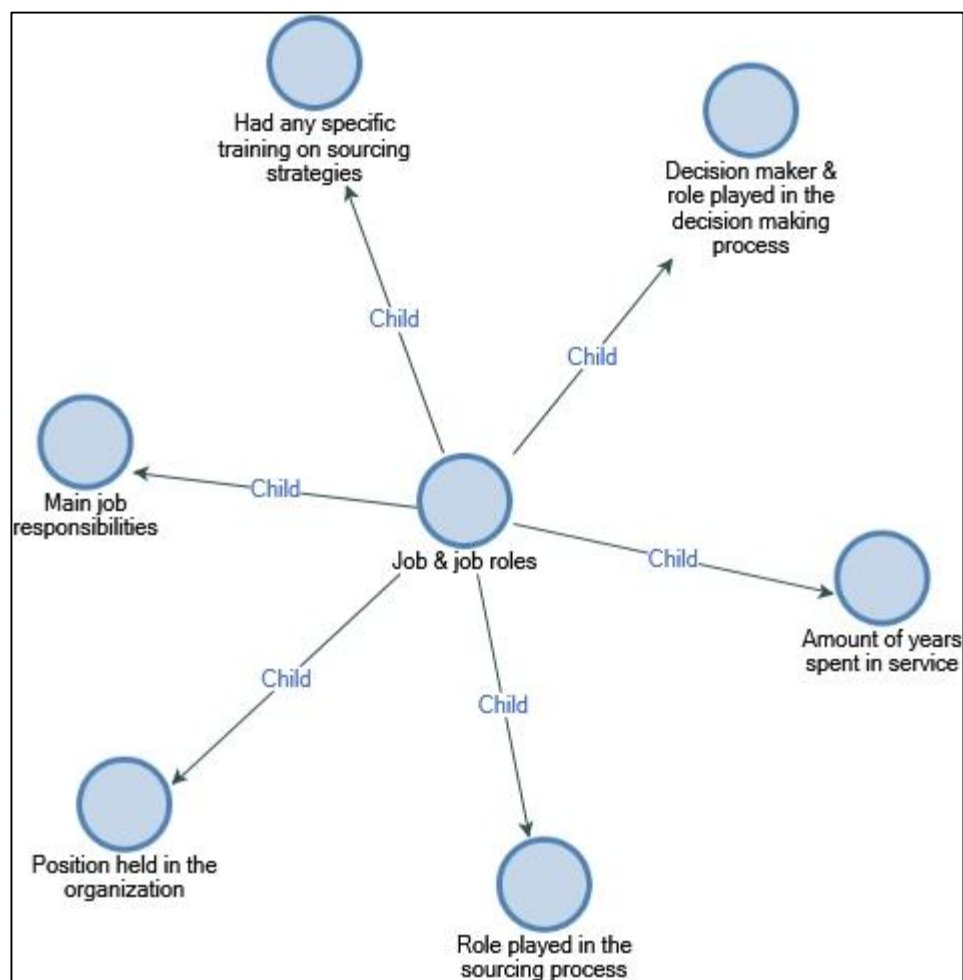 Had any specific
training on sourcing
strategies
Decision maker &
role played in the
decision making
process
Child
Child
Main job
responsibilities
Child
Job & job roles
Child
Amount of years
spent in service
Child
Child
Position held in the
organization
Role played in the
sourcing process